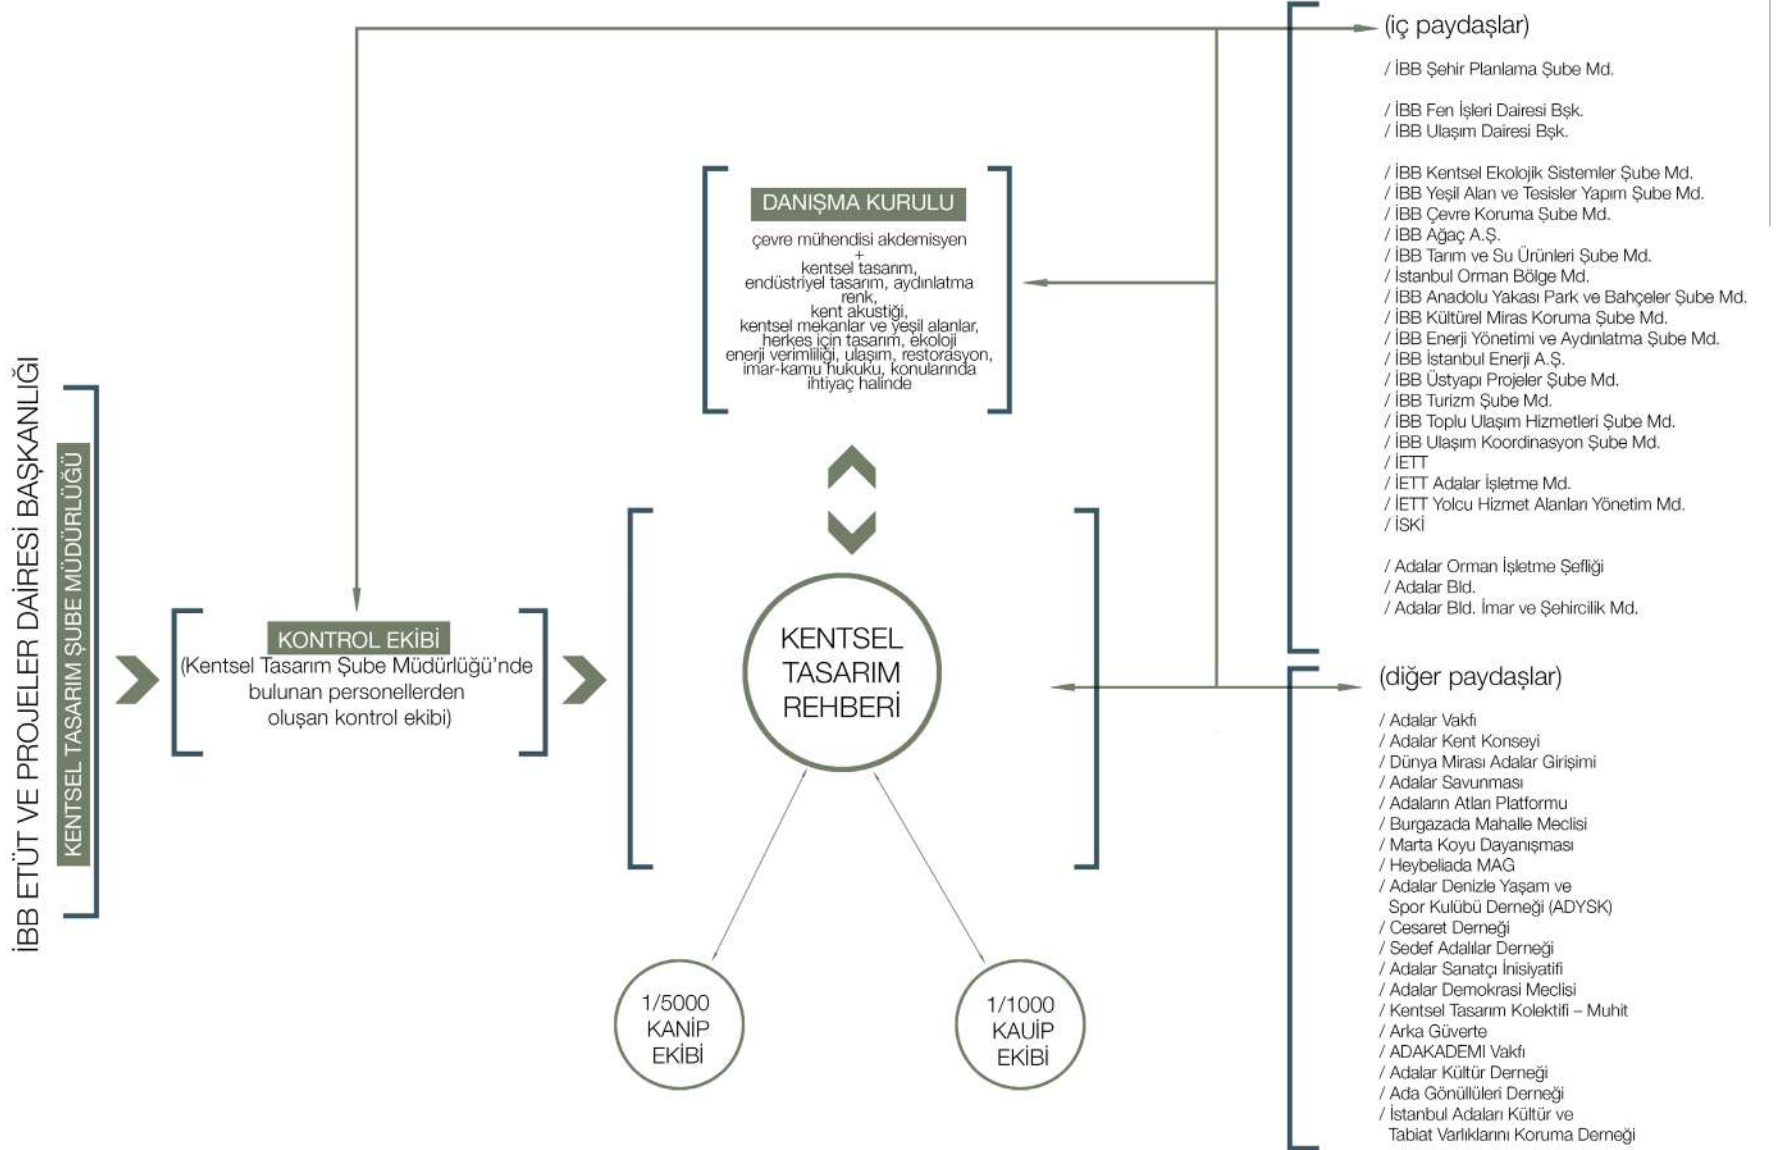 İBB ETÜT VE PROJELER DAİRESİ BAŞKANLIĞI
KENTSEL TASARIM ŞUBE MÜDÜRLÜĞÜ
KONTROL EKİBİ
(Kentsel Tasarım Şube Müdürlüğü'nde
bulunan personellerden
oluşan kontrol ekibi)
DANIŞMA KURULU
çevre mühendisi akdemisyen
+
kentsel tasarım,
endüstriyel tasarım, aydınlatma
renk,
kent akustiği,
kentsel mekanlar ve yeşil alanlar,
herkes için tasarım, ekoloji
enerji verimliliği, ulaşım, restorasyon,
imar-kamu hukuku, konularında
ihtiyaç halinde
KENTSEL
TASARIM
REHBERİ
1/5000
KANİP
EKİBİ
1/1000
KAUİP
EKİBİ
(iç paydaşlar)
/ İBB Şehir Planlama Şube Md.
/ İBB Fen İşleri Dairesi Bşk.
/ İBB Ulaşım Dairesi Bşk.
/ İBB Kentsel Ekolojik Sistemler Şube Md.
/ İBB Yeşil Alan ve Tesisler Yapım Şube Md.
/ İBB Çevre Koruma Şube Md.
/ İBB Ağaç A.Ş.
/ İBB Tarım ve Su Ürünleri Şube Md.
/ İstanbul Orman Bölge Md.
/ İBB Anadolu Yakası Park ve Bahçeler Şube Md.
/ İBB Kültürel Miras Koruma Şube Md.
/ İBB Enerji Yönetimi ve Aydınlatma Şube Md.
/ İBB İstanbul Enerji A.Ş.
/ İBB Üstyapı Projeler Şube Md.
/ İBB Turizm Şube Md.
/ İBB Toplu Ulaşım Hizmetleri Şube Md.
/ İBB Ulaşım Koordinasyon Şube Md.
/ İETT
/ İETT Adalar İşletme Md.
/ İETT Yolcu Hizmet Alanları Yönetim Md.
/ İSKİ
/ Adalar Orman İşletme Şefliği
/ Adalar Bld.
/ Adalar Bld. İmar ve Şehircilik Md.
(diğer paydaşlar)
/ Adalar Vakfı
/ Adalar Kent Konseyi
/ Dünya Mirası Adalar Girişimi
/ Adalar Savunması
/ Adaların Atları Platformu
/ Burgazada Mahalle Meclisi
/ Marta Koyu Dayanışması
/ Heybeliada MAG
/ Adalar Denizle Yaşam ve
Spor Kulübü Derneği (ADYSK)
/ Cesaret Derneği
/ Sedef Adalılar Derneği
/ Adalar Sanatçı İnisiyatifi
/ Adalar Demokrasi Meclisi
/ Kentsel Tasarım Kolektifi – Muhit
/ Arka Güverte
/ ADAKADEMI Vakfı
/ Adalar Kültür Derneği
/ Ada Gönüllüleri Derneği
/ İstanbul Adaları Kültür ve
Tabiat Varlıklarını Koruma Derneği